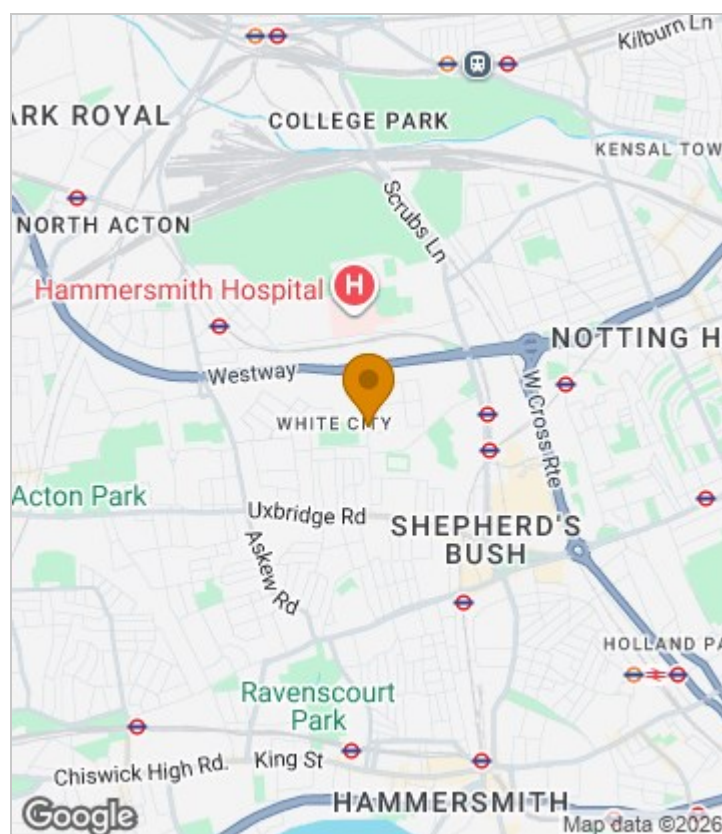 Kilburn Ln
ARK ROYAL
COLLEGE PARK
KENSAL TOW
Scrubs Ln
NORTH ACTON
Hammersmith Hospital
H
NOTTING H
Westway
W Cross Rte
WHITE CITY
Acton Park
Uxbridge Rd
SHEPHERD'S
BUSH
Askew Rd
HOLLAND PA
Ravenscourt
Park
King St
Chiswick High Rd.
HAMMERSMITH
Google
Map data ©2026